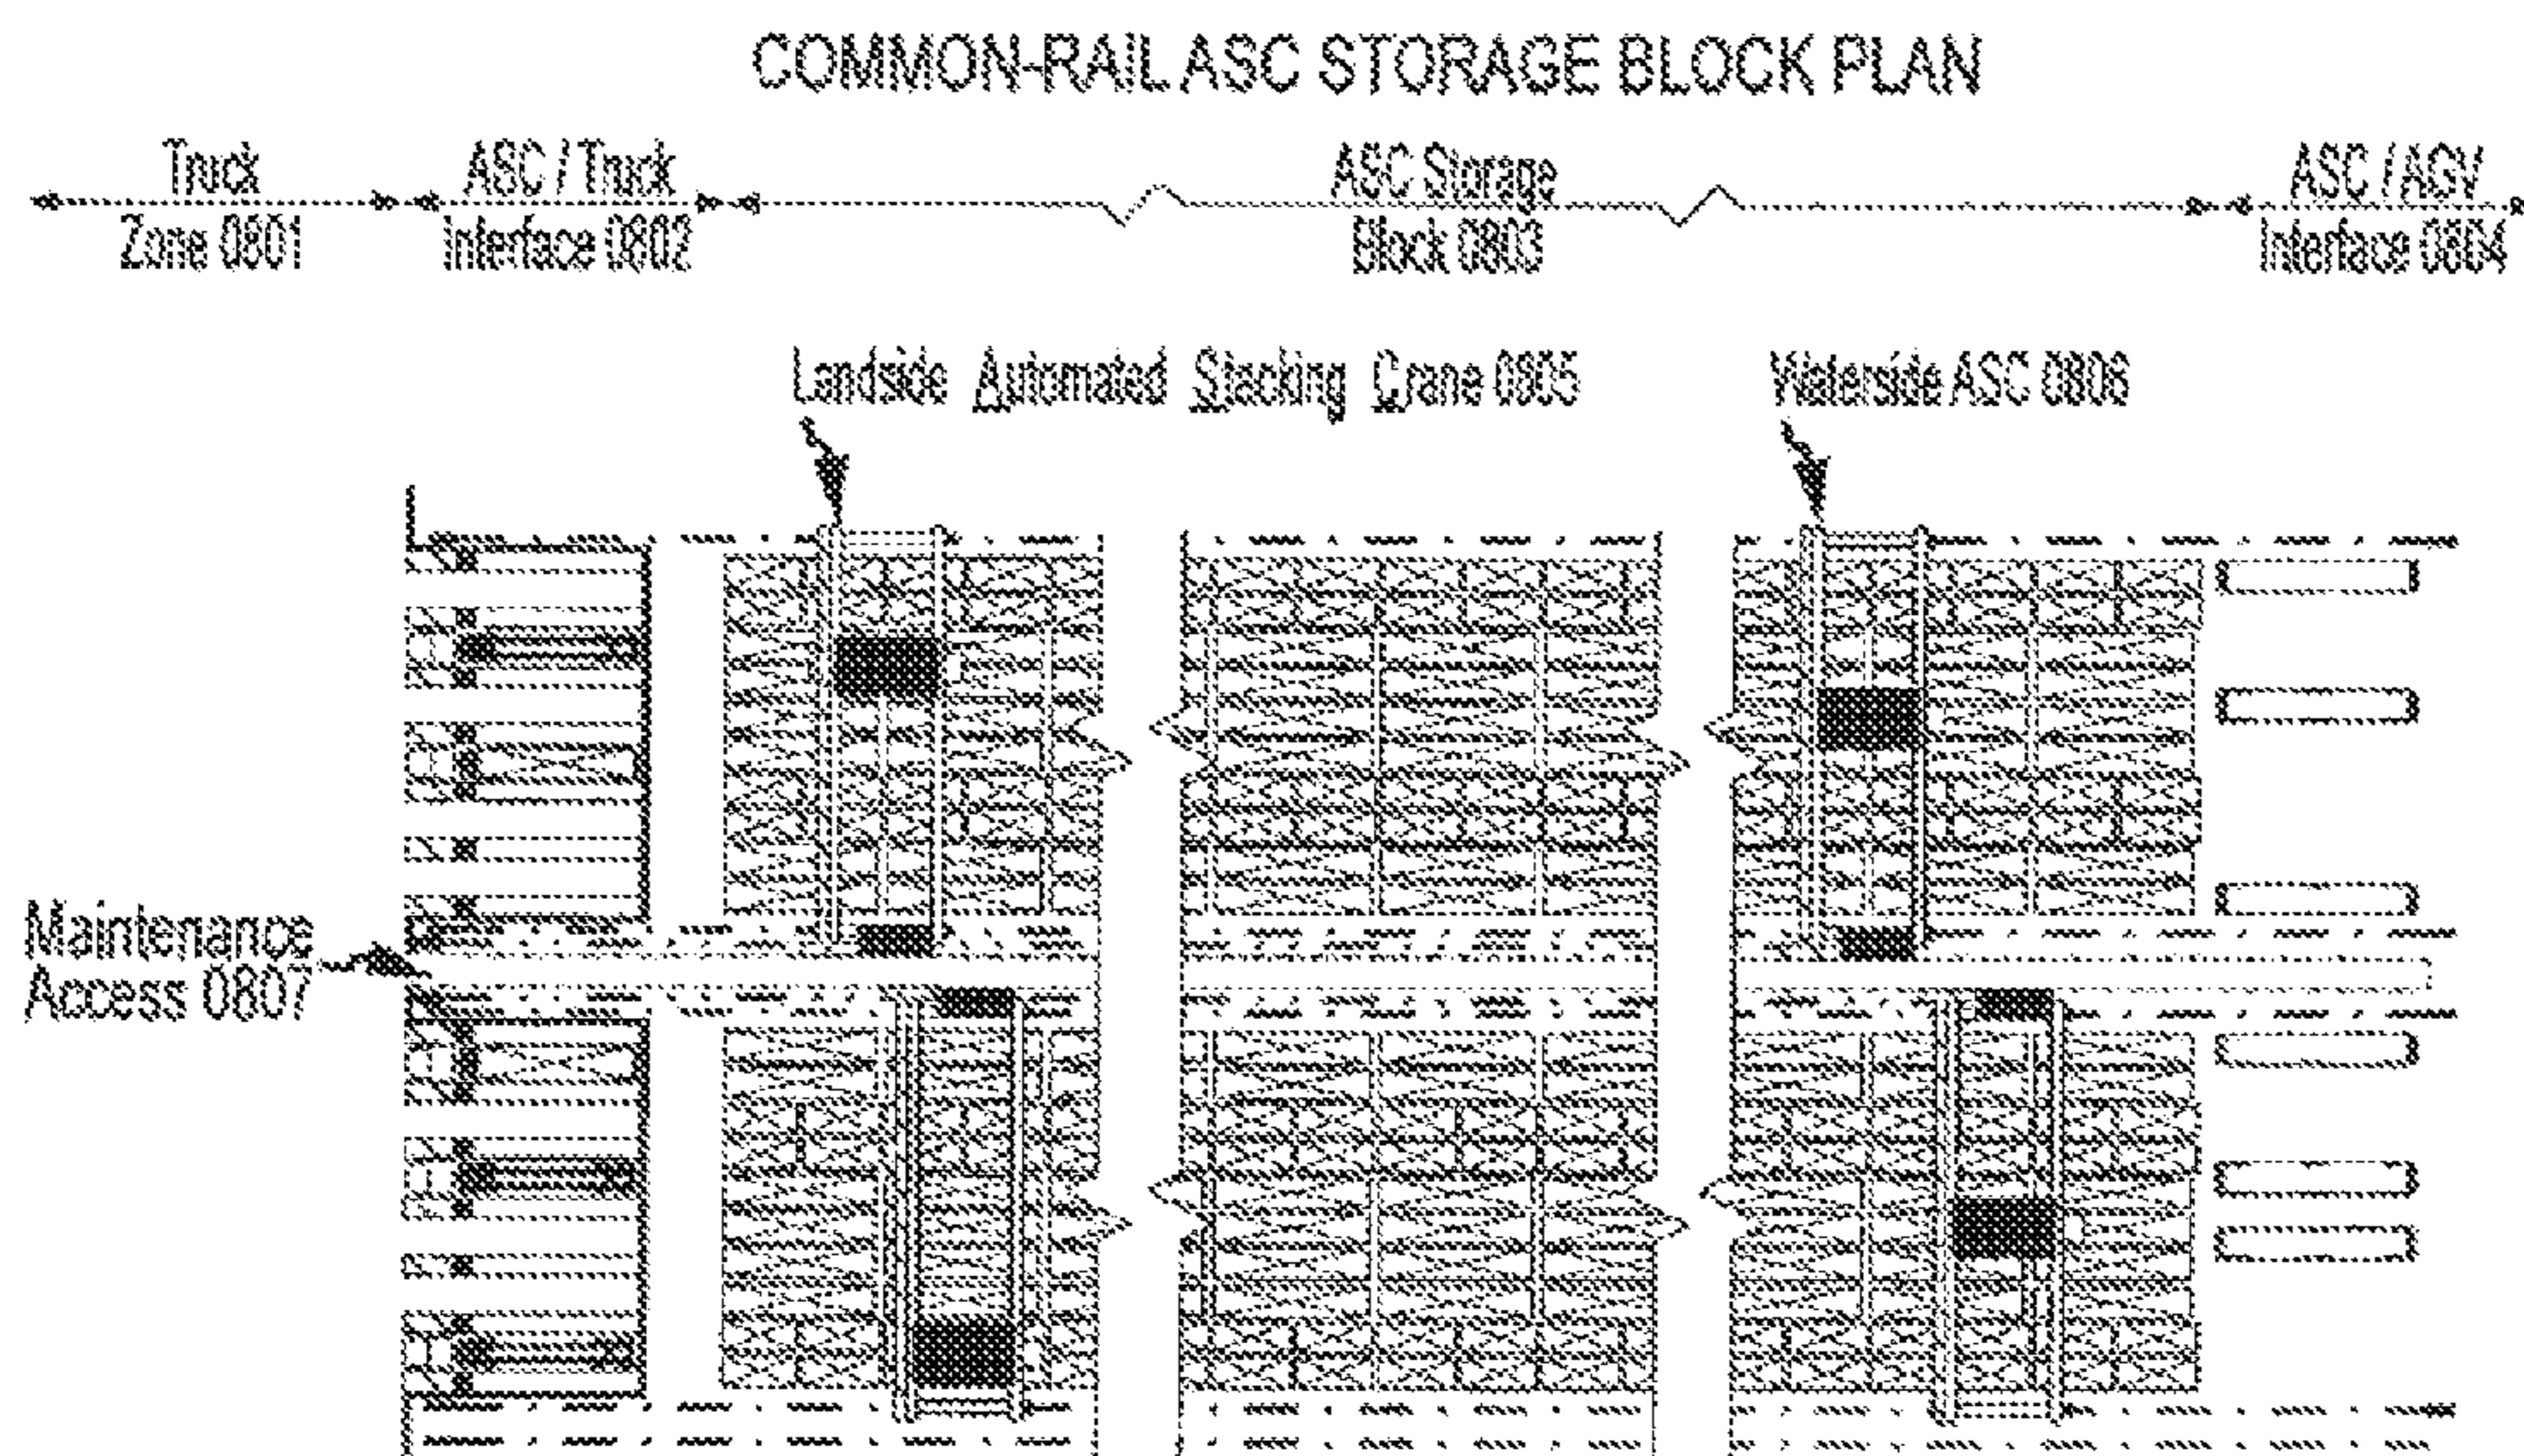 COMMON-RAIL ASC STORAGE BLOCK PLAN
Truck
Zone 0801
ASC / Truck
Interface 0802
ASC Storage
Block 0803
ASC / AGV
Interface 0804
Landside Automated Stacking Crane 0805
Waterside ASC 0806
Maintenance
Access 0807